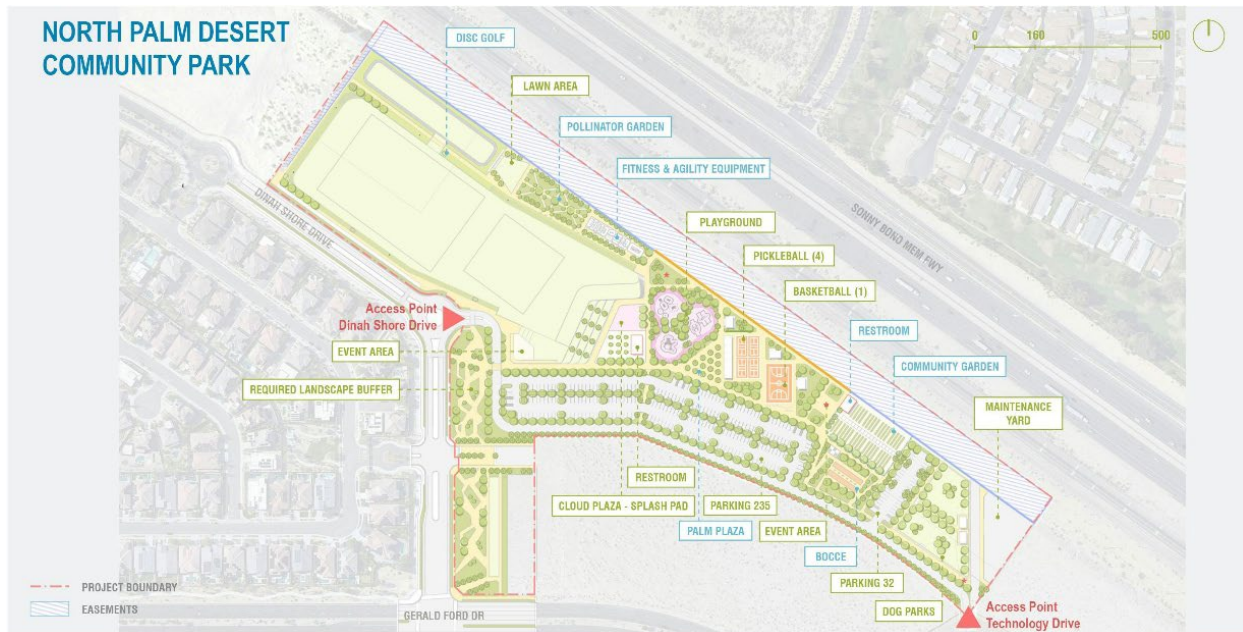 NORTH PALM DESERT
COMMUNITY PARK
DISC GOLF
0 160 500
LAWN AREA
POLLINATOR GARDEN
FITNESS & AGILITY EQUIPMENT
DINAH SHORE DRIVE
SONNY BONO MEM FWY
PLAYGROUND
PICKLEBALL (4)
BASKETBALL (1)
Access Point
Dinah Shore Drive
RESTROOM
EVENT AREA
COMMUNITY GARDEN
REQUIRED LANDSCAPE BUFFER
MAINTENANCE
YARD
RESTROOM
CLOUD PLAZA - SPLASH PAD
PARKING 235
PALM PLAZA
EVENT AREA
BOCCE
PARKING 32
DOG PARKS
PROJECT BOUNDARY
EASEMENTS
GERALD FORD DR
Access Point
Technology Drive